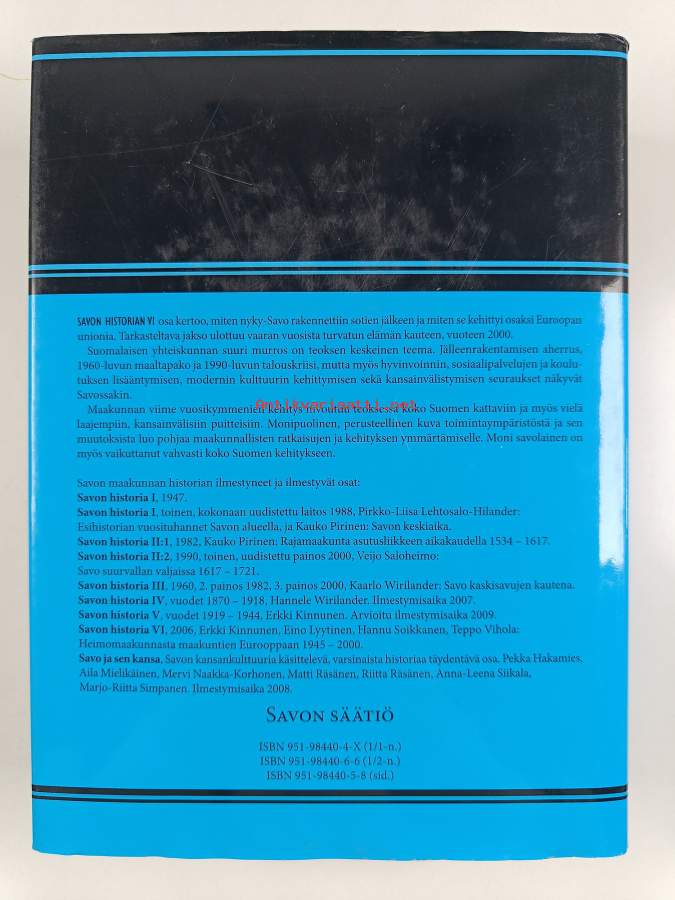 SAVON HISTORIAN VI osa kertoo, miten nyky-Savo rakennettiin sotien jälkeen ja miten se kehittyi osaksi Euroopan
unionia. Tarkasteltava jakso ulottuu vaaran vuosista turvatun elämän kauteen, vuoteen 2000.
Suomalaisen yhteiskunnan suuri murros on teoksen keskeinen teema. Jälleenrakentamisen aherrus,
1960-luvun maaltapako ja 1990-luvun talouskriisi, mutta myös hyvinvoinnin, sosiaalipalvelujen ja koulu-
tuksen lisääntymisen, modernin kulttuurin kehittymisen sekä kansainvälistymisen seuraukset näkyvät
Savossakin.
Antikvariaatti.net
Maakunnan viime vuosikymmenien kehitys nivoutuu teoksessa koko Suomen kattaviin ja myös vielä
laajempiin, kansainvälisiin puitteisiin. Monipuolinen, perusteellinen kuva toimintaympäristöstä ja sen
muutoksista luo pohjaa maakunnallisten ratkaisujen ja kehityksen ymmärtämiselle. Moni savolainen on
myös vaikuttanut vahvasti koko Suomen kehitykseen.
Savon maakunnan historian ilmestyneet ja ilmestyvät osat:
Savon historia I, 1947.
Savon historia I, toinen, kokonaan uudistettu laitos 1988, Pirkko-Liisa Lehtosalo-Hilander:
Esihistorian vuosituhannet Savon alueella, ja Kauko Pirinen: Savon keskiaika.
Savon historia II:1, 1982, Kauko Pirinen: Rajamaakunta asutusliikkeen aikakaudella 1534 – 1617.
Savon historia II:2, 1990, toinen, uudistettu painos 2000, Veijo Saloheimo:
Savo suurvallan valjaissa 1617 – 1721.
Savon historia III, 1960, 2. painos 1982, 3. painos 2000, Kaarlo Wirilander: Savo kaskisavujen kautena.
Savon historia IV, vuodet 1870 – 1918, Hannele Wirilander. Ilmestymisaika 2007.
Savon historia V, vuodet 1919 – 1944, Erkki Kinnunen. Arvioitu ilmestymisaika 2009.
Savon historia VI, 2006, Erkki Kinnunen, Eino Lyytinen, Hannu Soikkanen, Teppo Vihola:
Heimomaakunnasta maakuntien Eurooppaan 1945 – 2000.
Savo ja sen kansa, Savon kansankulttuuria käsittelevä, varsinaista historiaa täydentävä osa. Pekka Hakamies,
Aila Mielikäinen, Mervi Naakka-Korhonen, Matti Räsänen, Riitta Räsänen, Anna-Leena Siikala,
Marjo-Riitta Simpanen. Ilmestymisaika 2008.
SAVON SÄÄTIÖ
ISBN 951-98440-4-X (1/1-n.)
ISBN 951-98440-6-6 (1/2-n.)
ISBN 951-98440-5-8 (sid.)